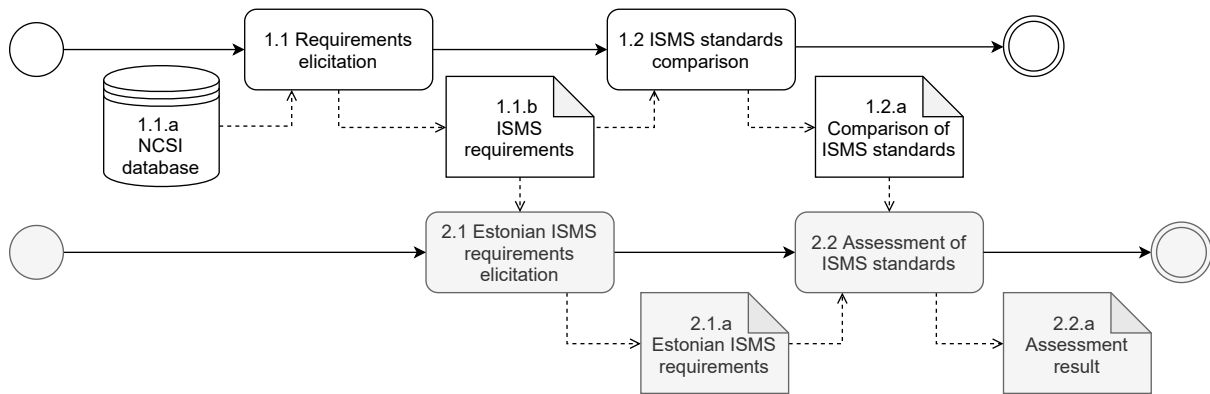 1.1 Requirements
elicitation
1.2 ISMS standards
comparison
1.1.a
NCSI
database
1.1.b
ISMS
requirements
1.2.a
Comparison of
ISMS standards
2.1 Estonian ISMS
requirements
elicitation
2.2 Assessment of
ISMS standards
2.1.a
Estonian ISMS
requirements
2.2.a
Assessment
result